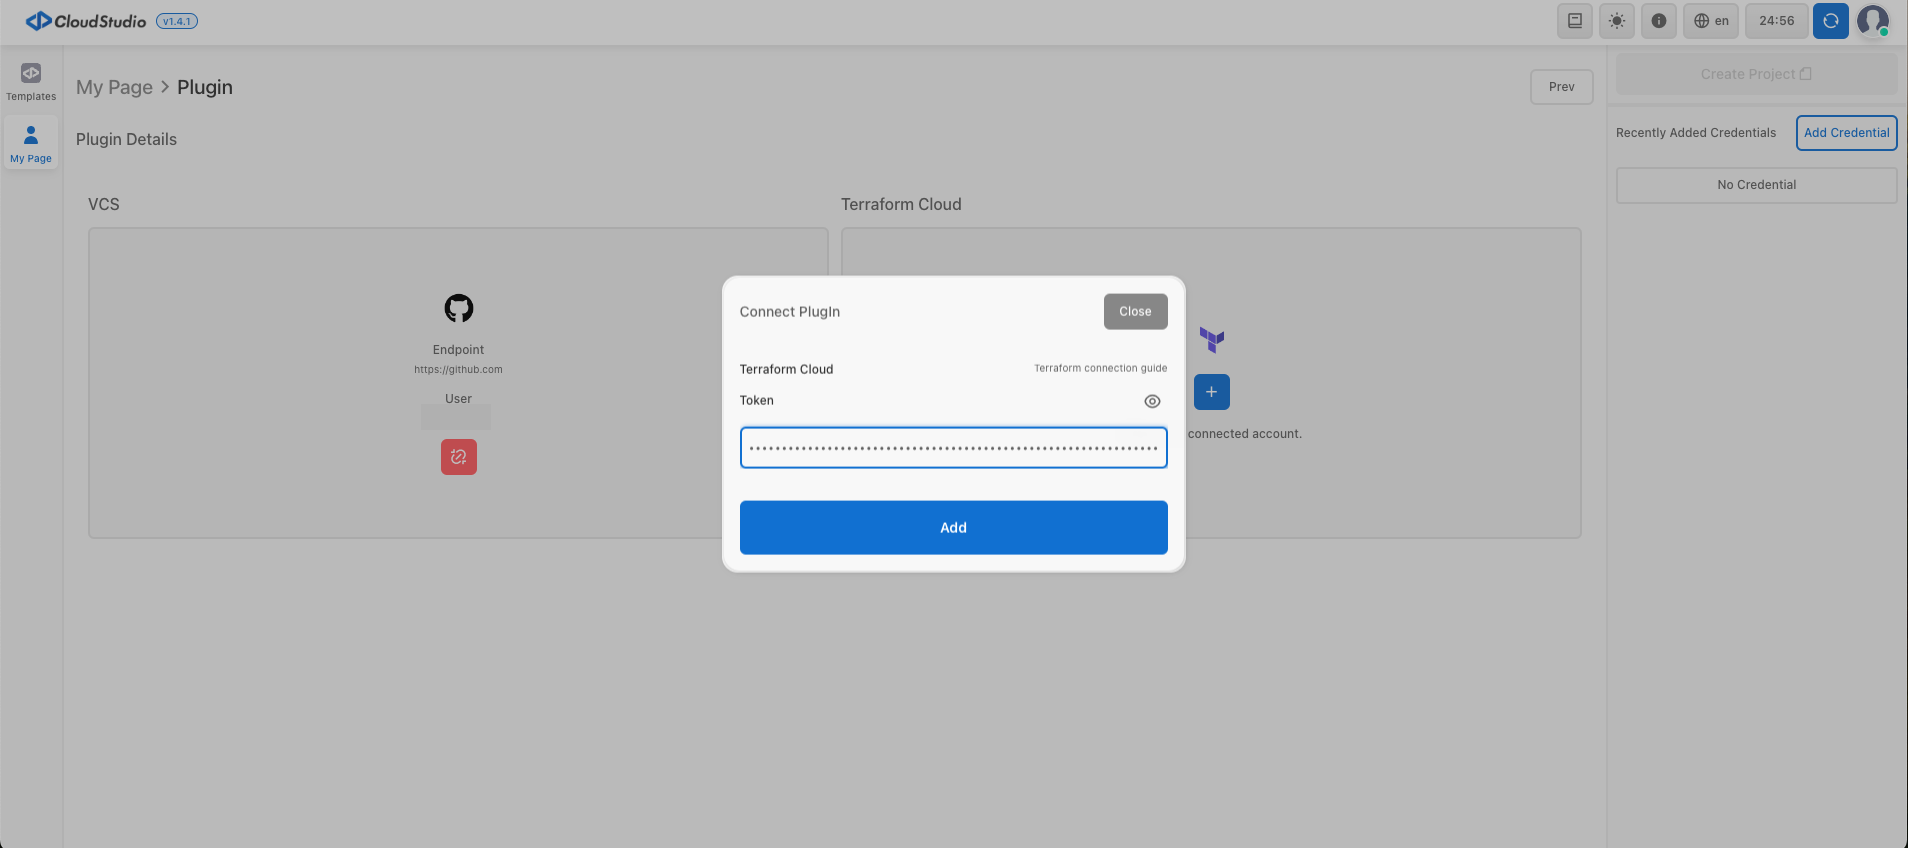 CloudStudio v1.4.1
en 24:56
Templates
My Page
My Page > Plugin
Prev
Plugin Details
VCS
Endpoint
https://github.com
User
Terraform Cloud
connected account.
Connect PlugIn
Close
Terraform Cloud
Terraform connection guide
Token
Add
Create Project
Recently Added Credentials
Add Credential
No Credential